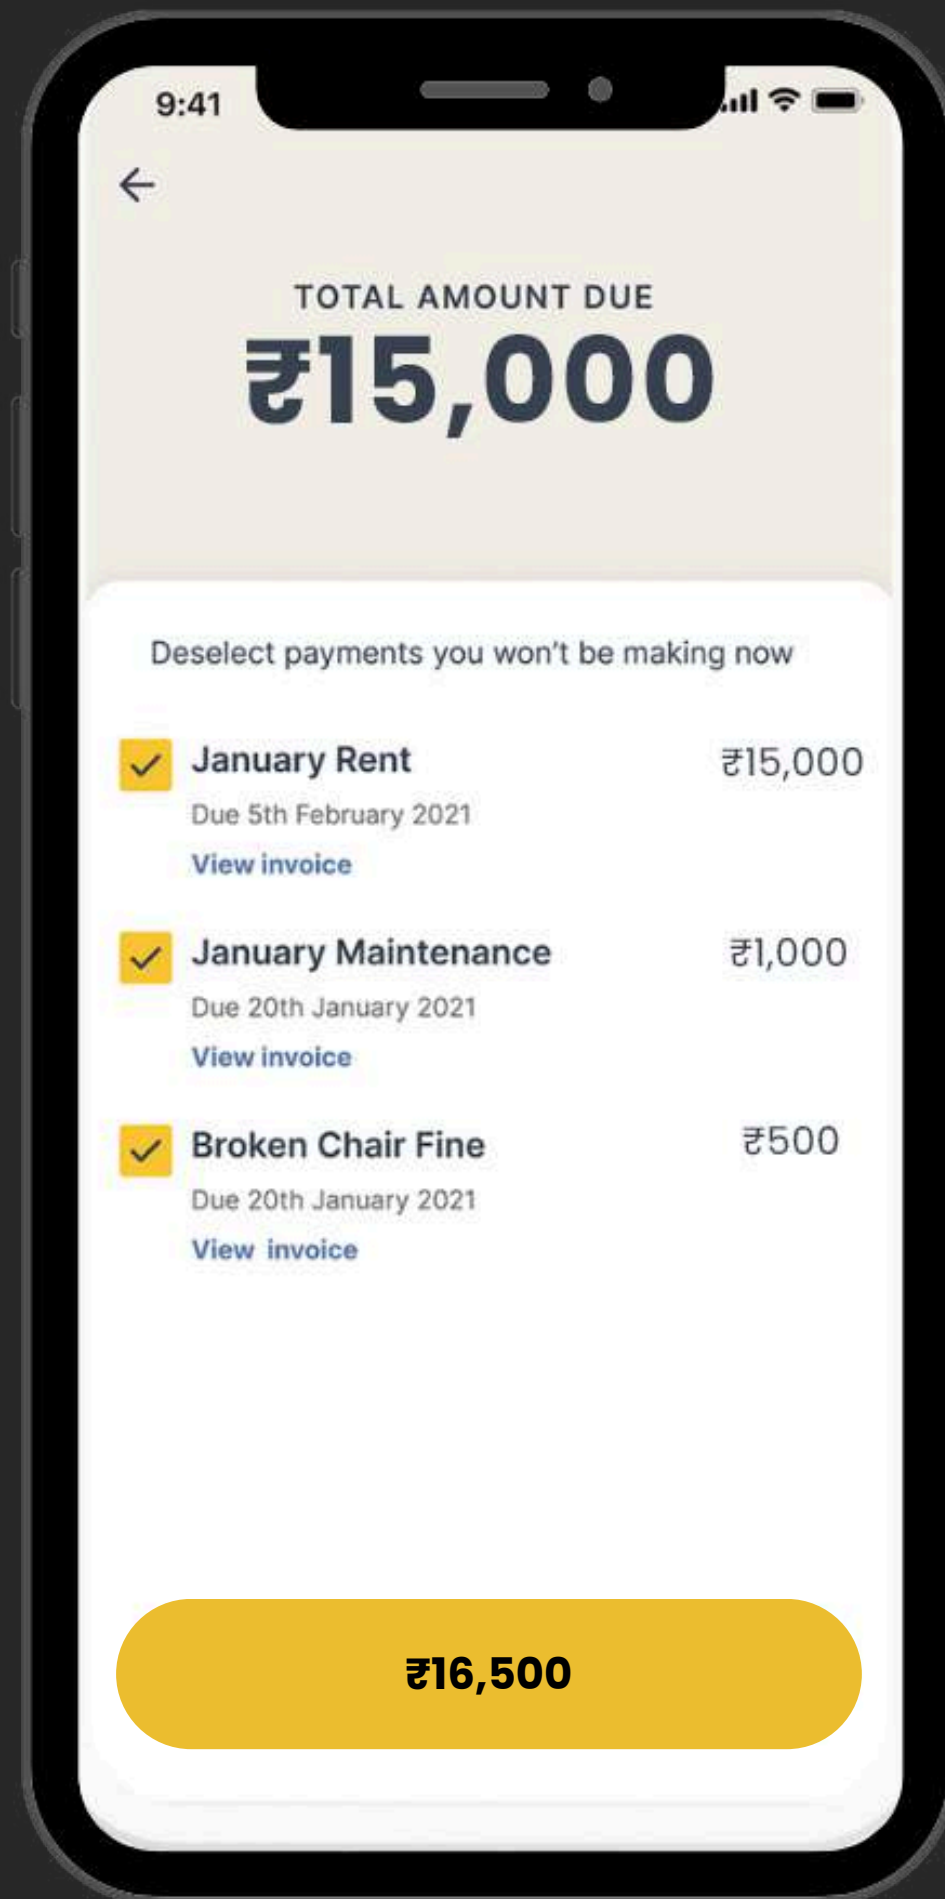 9:41
TOTAL AMOUNT DUE
₹15,000
Deselect payments you won't be making now
January Rent ₹15,000
Due 5th February 2021
View invoice
January Maintenance ₹1,000
Due 20th January 2021
View invoice
Broken Chair Fine ₹500
Due 20th January 2021
View invoice
₹16,500